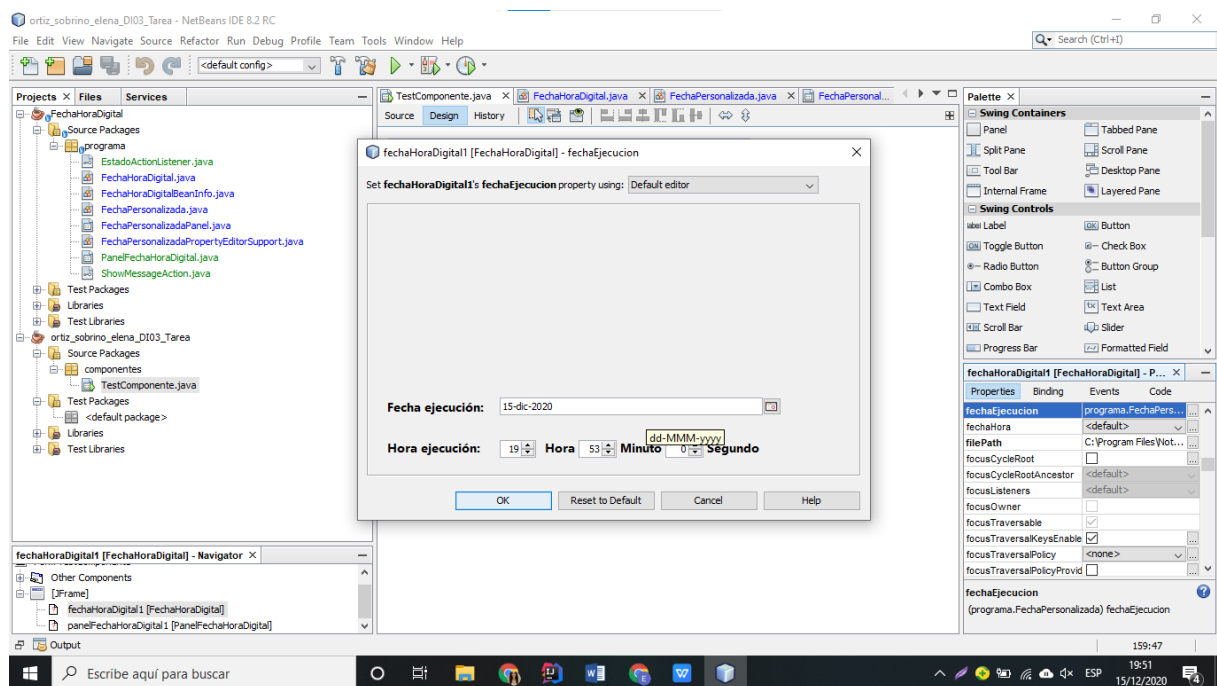 ortiz_sobrino_elena_DI03_Tarea - NetBeans IDE 8.2 RC
File Edit View Navigate Source Refactor Run Debug Profile Team Tools Window Help
Search (Ctrl+I)
<default config>
Projects Files Services
FechaHoraDigital
Source Packages
programa
EstadoActionListener.java
FechaHoraDigital.java
FechaHoraDigitalBeanInfo.java
FechaPersonalizada.java
FechaPersonalizadaPanel.java
FechaPersonalizadaPropertyEditorSupport.java
PanelFechaHoraDigital.java
ShowMessageAction.java
Test Packages
Libraries
Test Libraries
ortiz_sobrino_elena_DI03_Tarea
Source Packages
componentes
TestComponente.java
Test Packages
<default package>
Libraries
Test Libraries
fechaHoraDigital1 [FechaHoraDigital] - Navigator
Other Components
[JFrame]
fechaHoraDigital1 [FechaHoraDigital]
panelFechaHoraDigital1 [PanelFechaHoraDigital]
Output
TestComponente.java FechaHoraDigital.java FechaPersonalizada.java FechaPersonal...
Source Design History
fechaHoraDigital1 [FechaHoraDigital] - fechaEjecucion
Set fechaHoraDigital1's fechaEjecucion property using: Default editor
Fecha ejecución: 15-dic-2020
dd-MMM-yyyy
Hora ejecución: 19 Hora 53 Minuto 0 Segundo
OK Reset to Default Cancel Help
Palette
Swing Containers
Panel Tabbed Pane
Split Pane Scroll Pane
Tool Bar Desktop Pane
Internal Frame Layered Pane
Swing Controls
label Label OK Button
ON Toggle Button Check Box
Radio Button Button Group
Combo Box List
Text Field Text Area
Scroll Bar Slider
Progress Bar Formatted Field
fechaHoraDigital1 [FechaHoraDigital] - P...
Properties Binding Events Code
fechaEjecucion programa.FechaPers... ...
fechaHora <default> ...
filePath C:\Program Files\Not... ...
focusCycleRoot ...
focusCycleRootAncestor <default>
focusListeners <default>
focusOwner
focusTraversable
focusTraversalKeysEnable ...
focusTraversalPolicy <none> ...
focusTraversalPolicyProvid ...
fechaEjecucion
(programa.FechaPersonalizada) fechaEjecucion
159:47
Escribe aquí para buscar
ESP
19:51
15/12/2020
4